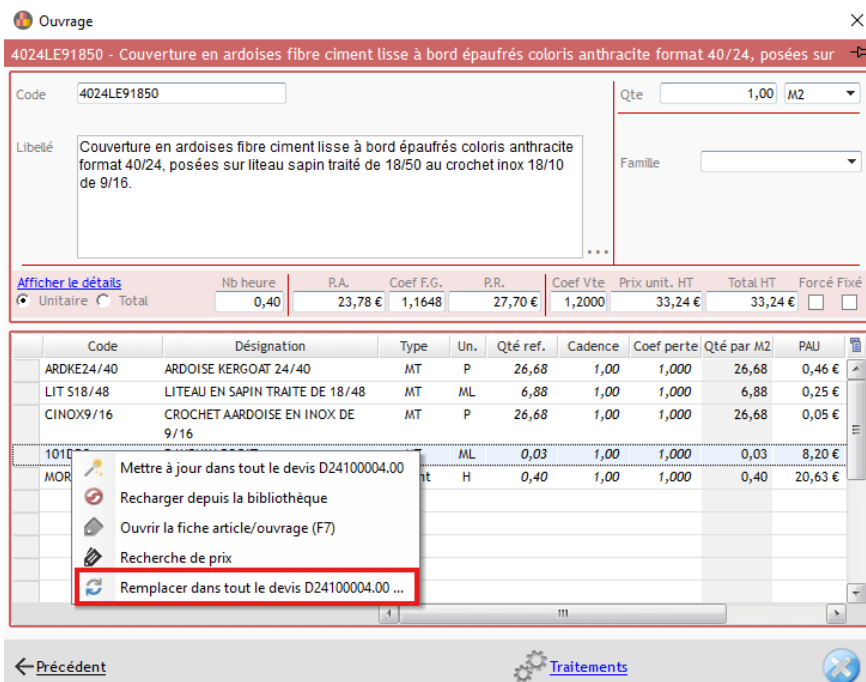 Ouvrage
4024LE91850 - Couverture en ardoises fibre ciment lisse à bord épaufrés coloris anthracite format 40/24, posées sur
Code 4024LE91850 Qte 1,00 M2
Libellé Couverture en ardoises fibre ciment lisse à bord épaufrés coloris anthracite
format 40/24, posées sur liteau sapin traité de 18/50 au crochet inox 18/10
de 9/16.
Famille
...
Afficher le détails Nb heure P.A. Coef F.G. P.R. Coef Vte Prix unit. HT Total HT Forcé Fixé
Unitaire Total 0,40 23,78 € 1,1648 27,70 € 1,2000 33,24 € 33,24 €
Code Désignation Type Un. Qté ref. Cadence Coef perte Qté par M2 PAU
ARDKE24/40 ARDOISE KERGOAT 24/40 MT P 26,68 1,00 1,000 26,68 0,46 €
LIT S18/48 LITEAU EN SAPIN TRAITE DE 18/48 MT ML 6,88 1,00 1,000 6,88 0,25 €
CINOX9/16 CROCHET AARDOISE EN INOX DE MT P 26,68 1,00 1,000 26,68 0,05 €
9/16
ML 0,03 1,00 1,000 0,03 8,20 €
MOR H 0,40 1,00 1,000 0,40 20,63 €
Mettre à jour dans tout le devis D24100004.00
Recharger depuis la bibliothèque
Ouvrir la fiche article/ouvrage (F7)
Recherche de prix
Remplacer dans tout le devis D24100004.00 ...
Précédent Traitements